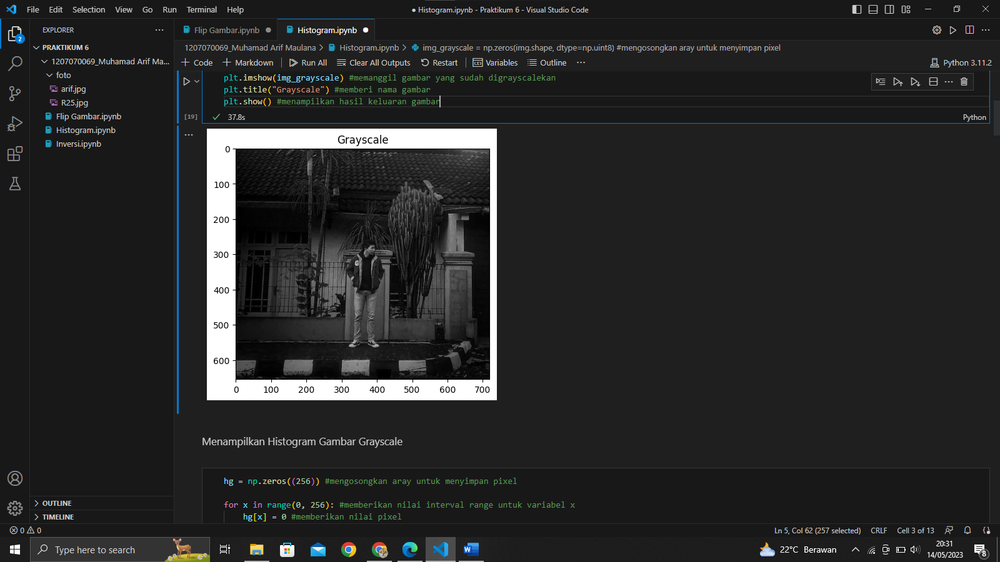 File Edit Selection View Go Run Terminal Help
● Histogram.ipynb - Praktikum 6 - Visual Studio Code
EXPLORER
PRAKTIKUM 6
1207070069_Muhamad Arif Ma...
foto
arif.jpg
R25.jpg
Flip Gambar.ipynb
Histogram.ipynb
Inversi.ipynb
OUTLINE
TIMELINE
2
Flip Gambar.ipynb ● Histogram.ipynb ●
1207070069_Muhamad Arif Maulana > Histogram.ipynb > img_grayscale = np.zeros(img.shape, dtype=np.uint8) #mengosongkan aray untuk menyimpan pixel
+ Code + Markdown | Run All Clear All Outputs Restart | Variables Outline ...
Python 3.11.2
plt.imshow(img_grayscale) #memanggil gambar yang sudah digrayscalekan
plt.title("Grayscale") #memberi nama gambar
plt.show() #menampilkan hasil keluaran gambar
[19] 37.8s
Python
Grayscale
0
100
200
300
400
500
600
0 100 200 300 400 500 600 700
Menampilkan Histogram Gambar Grayscale
hg = np.zeros((256)) #mengosongkan aray untuk menyimpan pixel
for x in range(0, 256): #memberikan nilai interval range untuk variabel x
hg[x] = 0 #memberikan nilai pixel
0 0
Ln 5, Col 62 (257 selected) CRLF Cell 3 of 13
Type here to search
22°C Berawan
20:31
14/05/2023
8